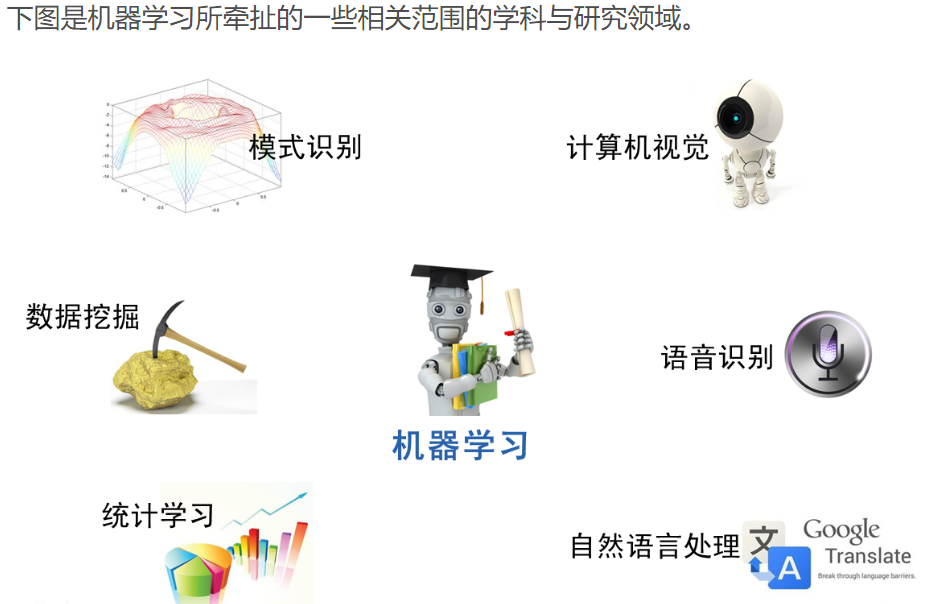 下图是机器学习所牵扯的一些相关范围的学科与研究领域。
模式识别
计算机视觉
数据挖掘
语音识别
机器学习
统计学习
自然语言处理
文
A
Google
Translate
Break through language barriers.